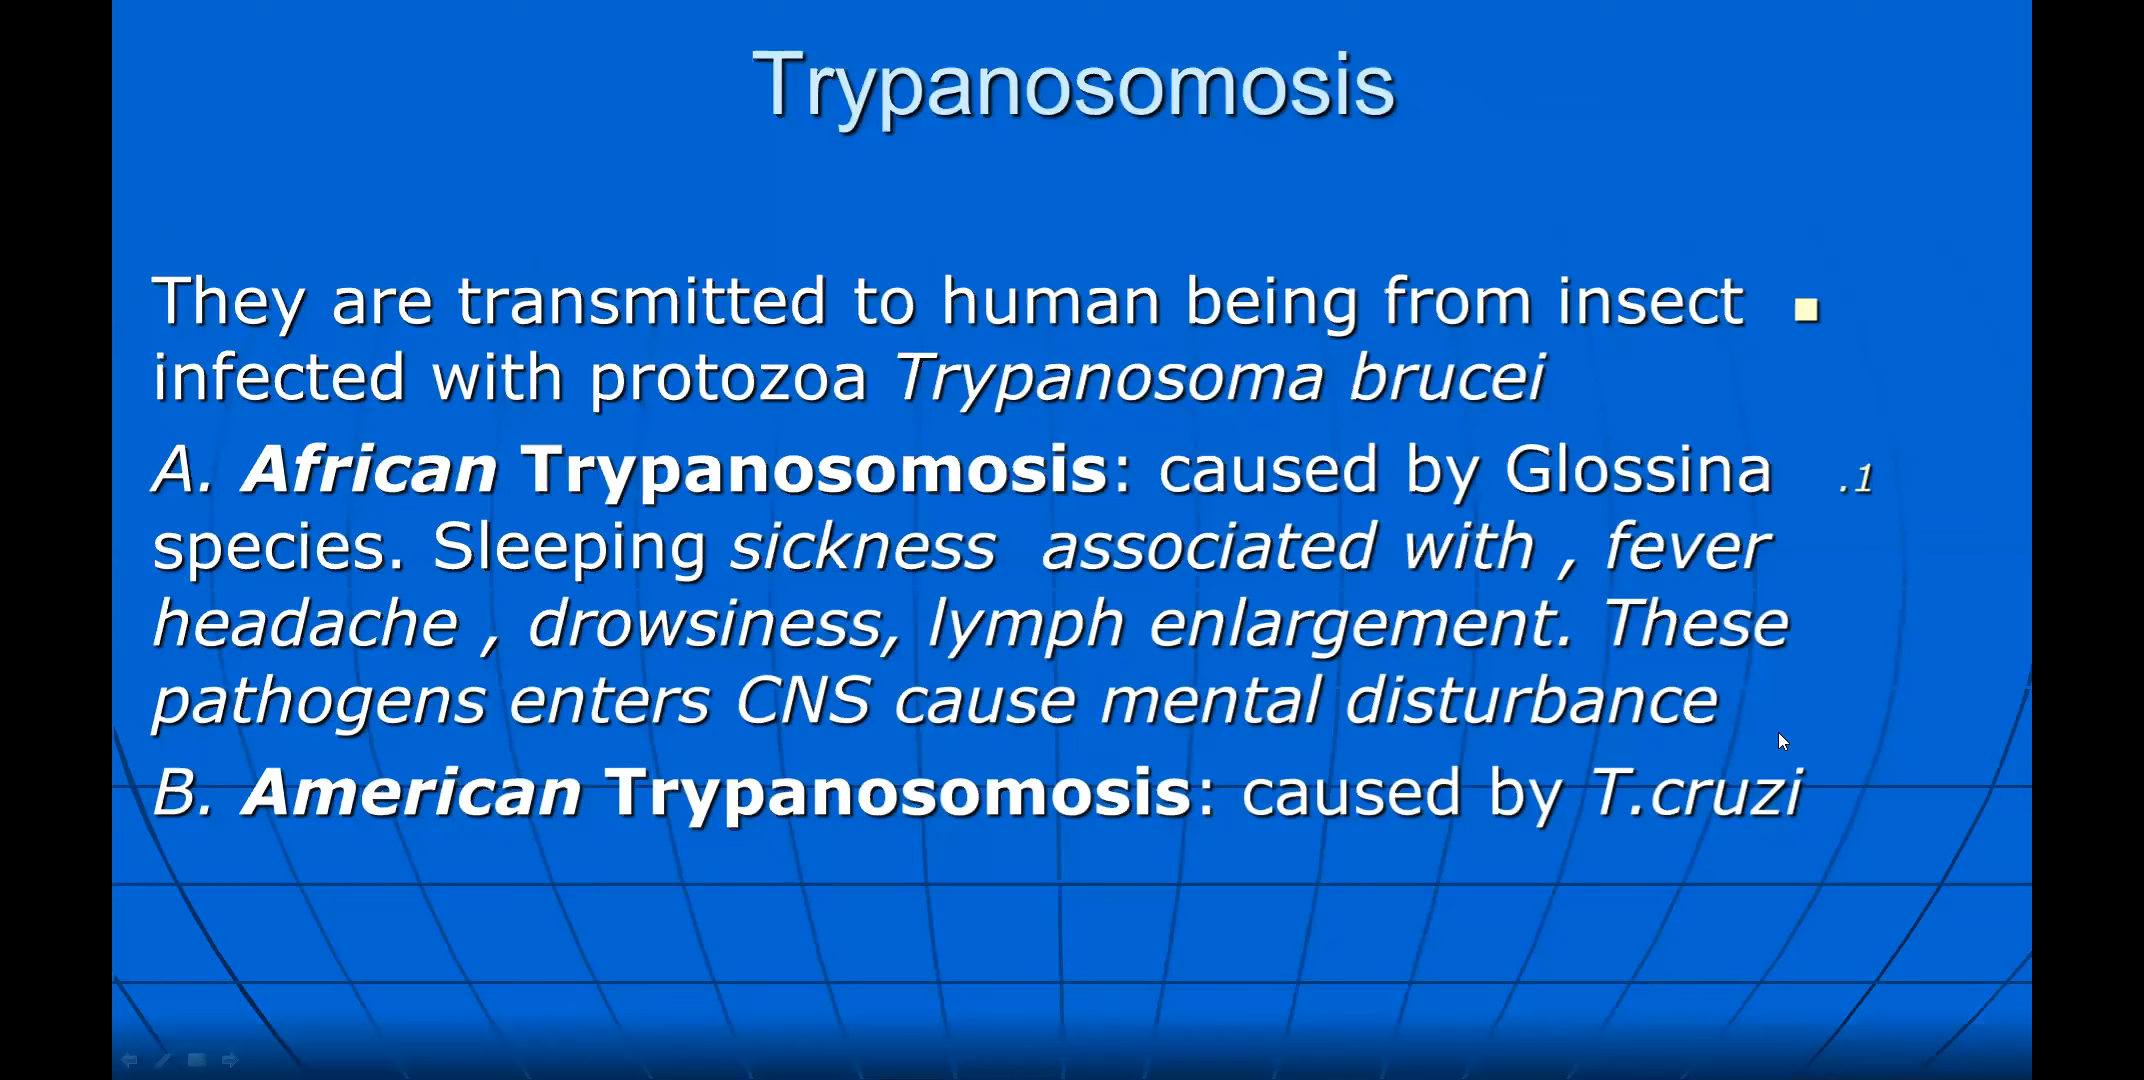 Trypanosomosis
They are transmitted to human being from insect
infected with protozoa Trypanosoma brucei
A. African Trypanosomosis: caused by Glossina .1
species. Sleeping sickness associated with , fever
headache , drowsiness, lymph enlargement. These
pathogens enters CNS cause mental disturbance
B. American Trypanosomosis: caused by T.cruzi